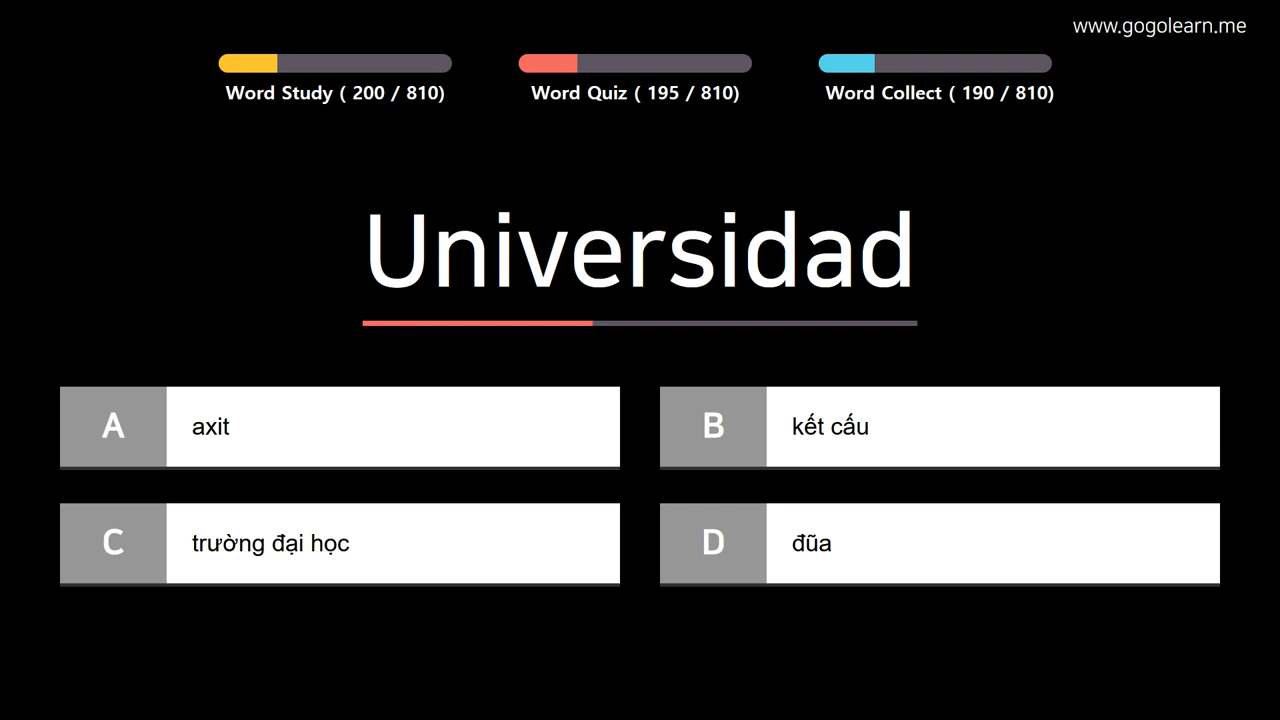 www.gogolearn.me
Word Study ( 200 / 810)
Word Quiz ( 195 / 810)
Word Collect ( 190 / 810)
Universidad
A
axit
B
kết cấu
C
trường đại học
D
đũa